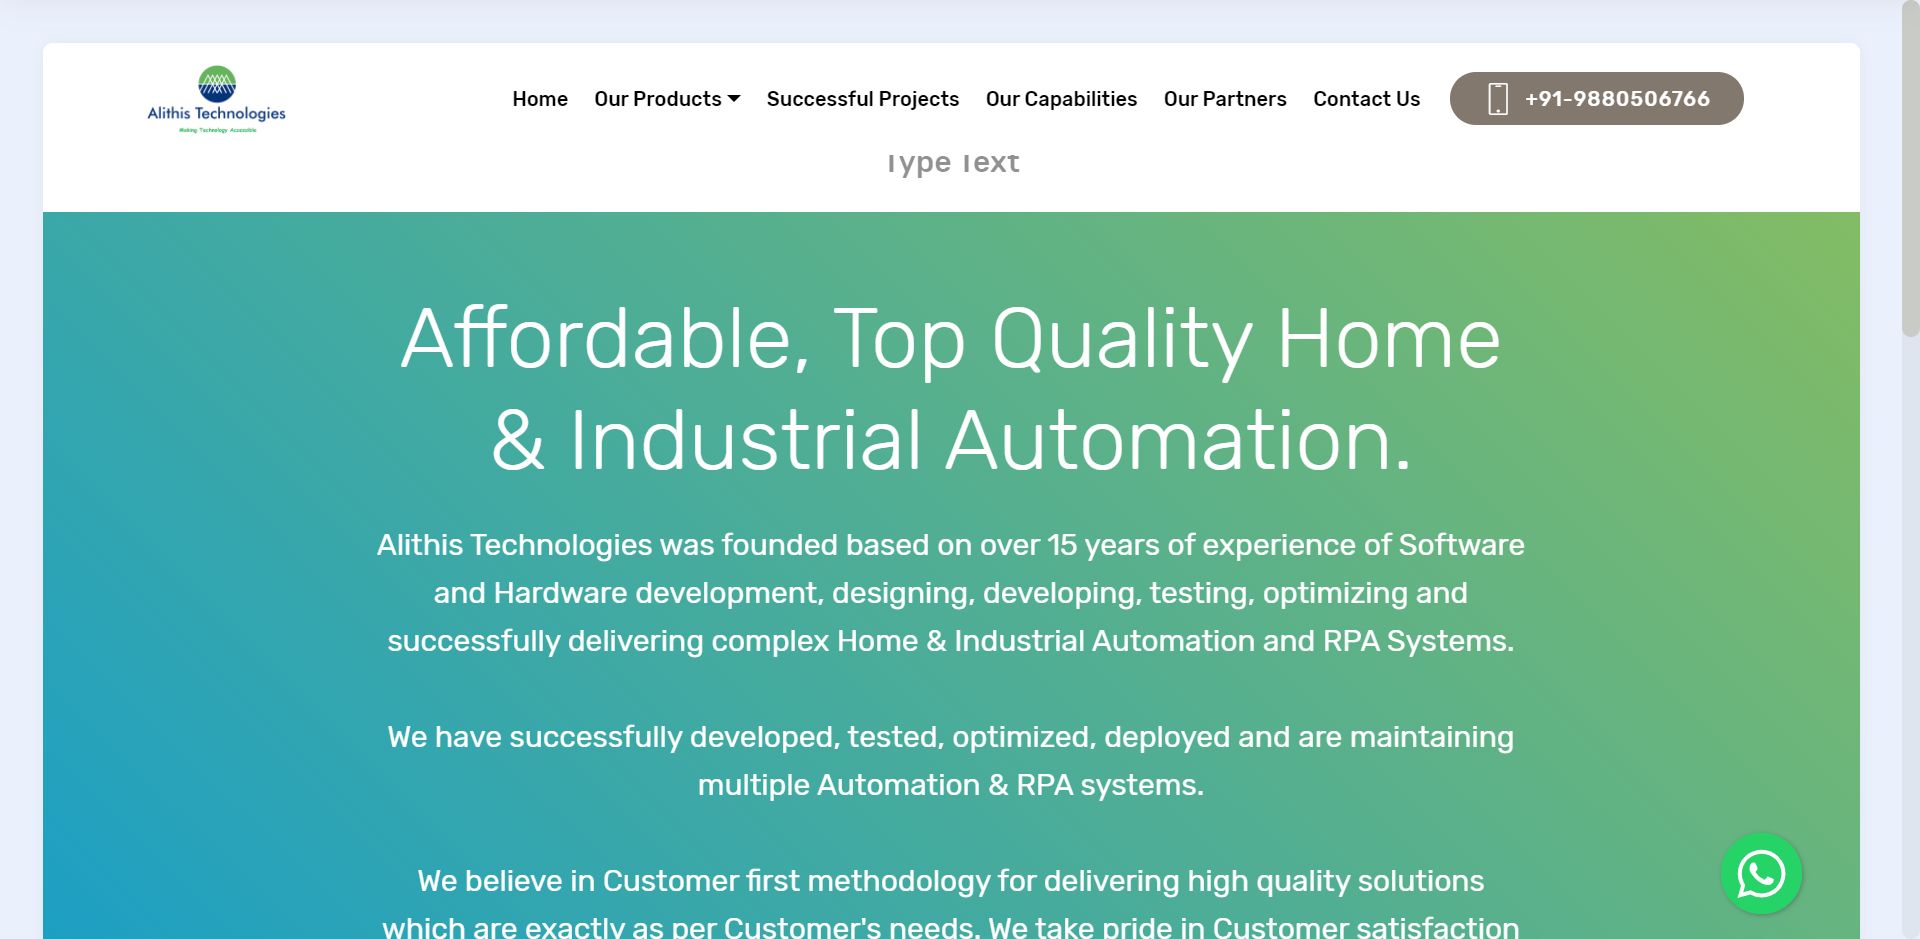 Alithis Technologies
Making Technology Accessible
Home
Our Products
Successful Projects
Our Capabilities
Our Partners
Contact Us
+91-9880506766
Type Text
Affordable, Top Quality Home
& Industrial Automation.
Alithis Technologies was founded based on over 15 years of experience of Software
and Hardware development, designing, developing, testing, optimizing and
successfully delivering complex Home & Industrial Automation and RPA Systems.
We have successfully developed, tested, optimized, deployed and are maintaining
multiple Automation & RPA systems.
We believe in Customer first methodology for delivering high quality solutions
which are exactly as per Customer's needs. We take pride in Customer satisfaction